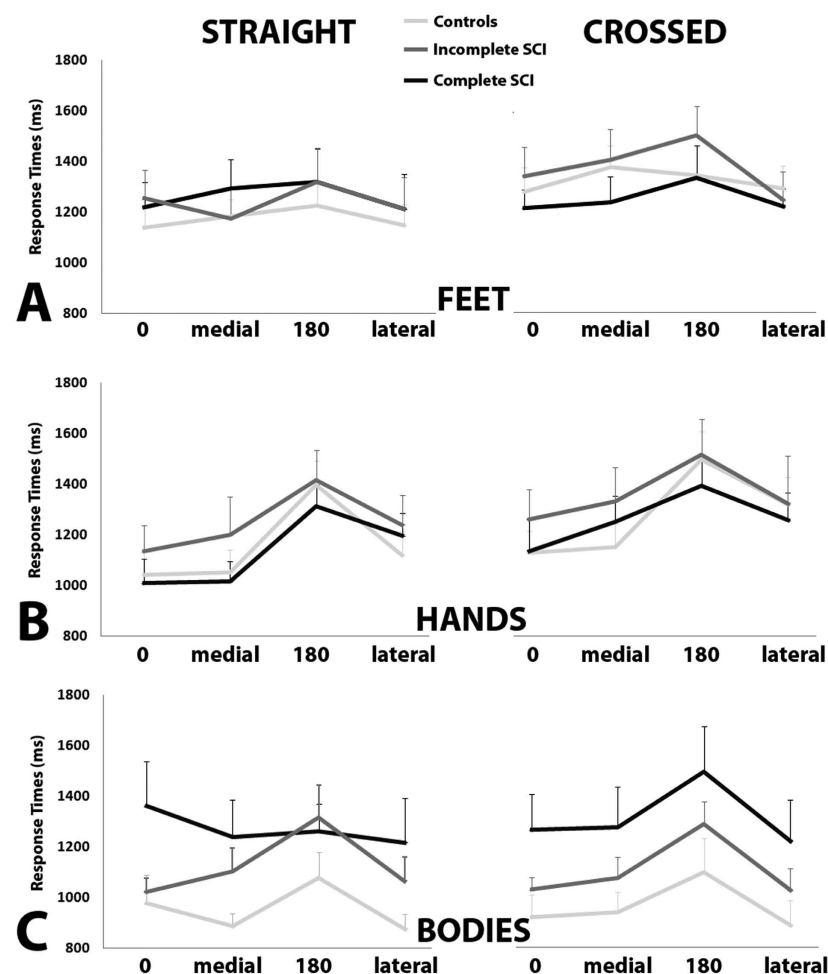 STRAIGHT
Controls
Incomplete SCI
Complete SCI
CROSSED
Response Times (ms)
1800
1600
1400
1200
1000
800
A
FEET
0 medial 180 lateral
0 medial 180 lateral
Response Times (ms)
1800
1600
1400
1200
1000
800
B
HANDS
0 medial 180 lateral
0 medial 180 lateral
Response Times (ms)
1800
1600
1400
1200
1000
800
C
BODIES
0 medial 180 lateral
0 medial 180 lateral